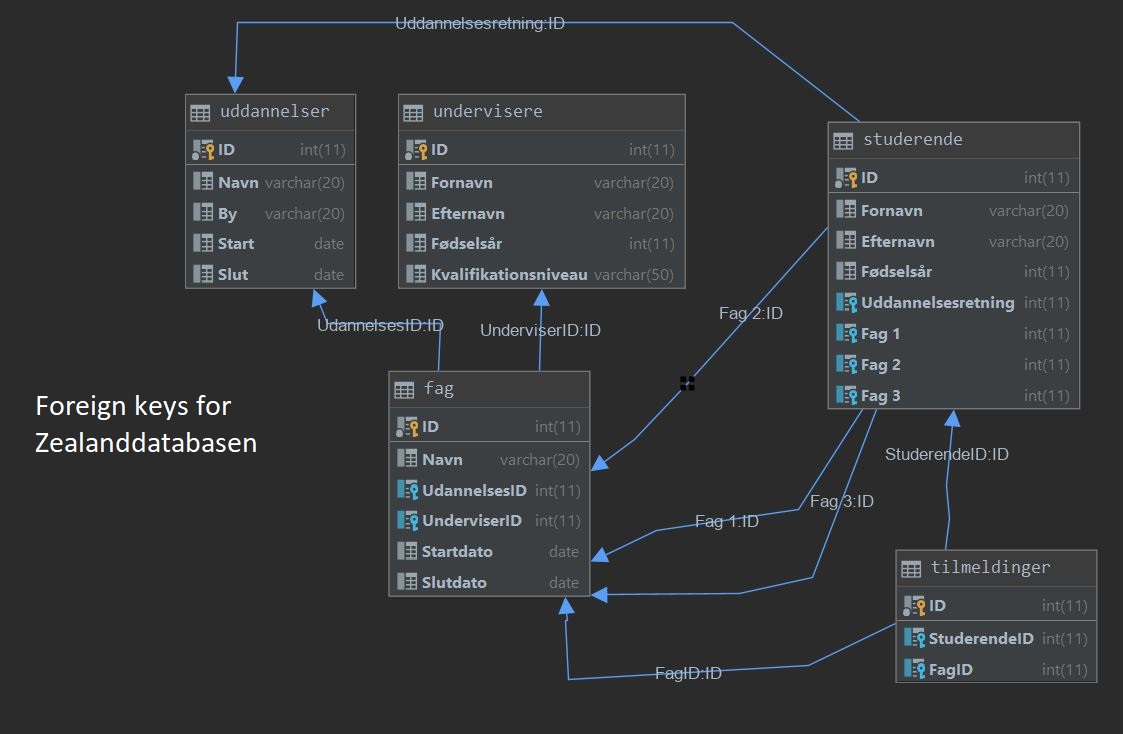 Uddannelsesretning:ID
uddannelser
ID int(11)
Navn varchar(20)
By varchar(20)
Start date
Slut date
undervisere
ID int(11)
Fornavn varchar(20)
Efternavn varchar(20)
Fødselsår int(11)
Kvalifikationsniveau varchar(50)
studerende
ID int(11)
Fornavn varchar(20)
Efternavn varchar(20)
Fødselsår int(11)
Uddannelsesretning int(11)
Fag 1 int(11)
Fag 2 int(11)
Fag 3 int(11)
UdannelsesID:ID
UnderviserID:ID
Fag 2:ID
Foreign keys for
Zealanddatabasen
fag
ID int(11)
Navn varchar(20)
UdannelsesID int(11)
UnderviserID int(11)
Startdato date
Slutdato date
StuderendeID:ID
Fag 3:ID
Fag 1:ID
tilmeldinger
ID int(11)
StuderendeID int(11)
FagID int(11)
FagID:ID